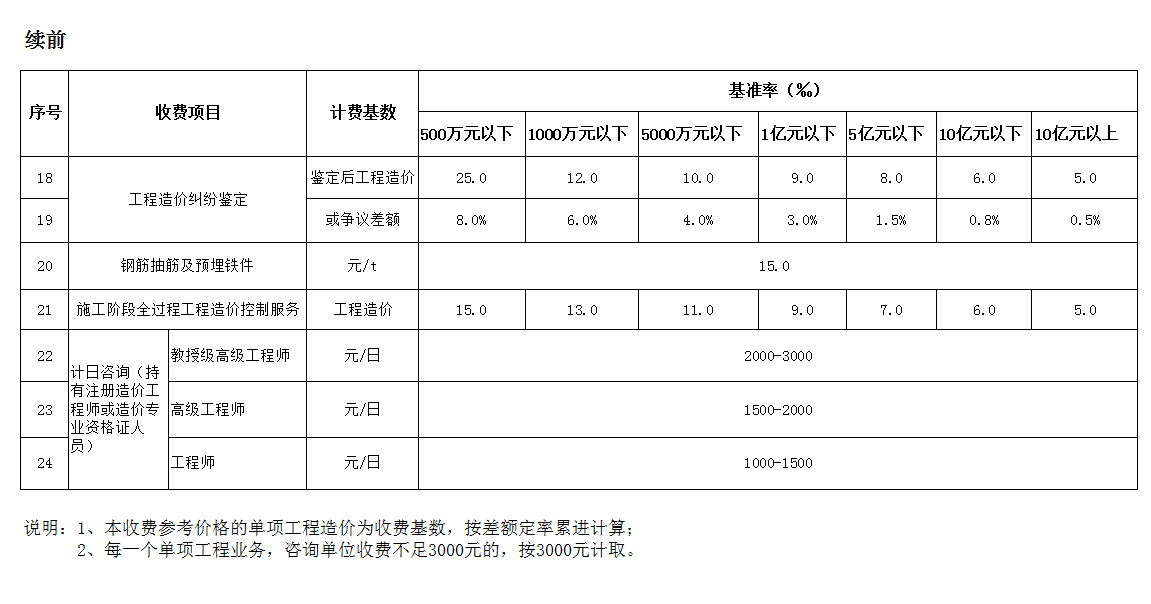 续前
序号 收费项目 计费基数 基准率（‰）
500万元以下 1000万元以下 5000万元以下 1亿元以下 5亿元以下 10亿元以下 10亿元以上
18 工程造价纠纷鉴定 鉴定后工程造价 25.0 12.0 10.0 9.0 8.0 6.0 5.0
19 或争议差额 8.0% 6.0% 4.0% 3.0% 1.5% 0.8% 0.5%
20 钢筋抽筋及预埋铁件 元/t 15.0
21 施工阶段全过程工程造价控制服务 工程造价 15.0 13.0 11.0 9.0 7.0 6.0 5.0
计日咨询（持
有注册造价工
程师或造价专
业资格证人
员）
22 教授级高级工程师 元/日 2000-3000
23 高级工程师 元/日 1500-2000
24 工程师 元/日 1000-1500
说明：1、本收费参考价格的单项工程造价为收费基数，按差额定率累进计算；
2、每一个单项工程业务，咨询单位收费不足3000元的，按3000元计取。